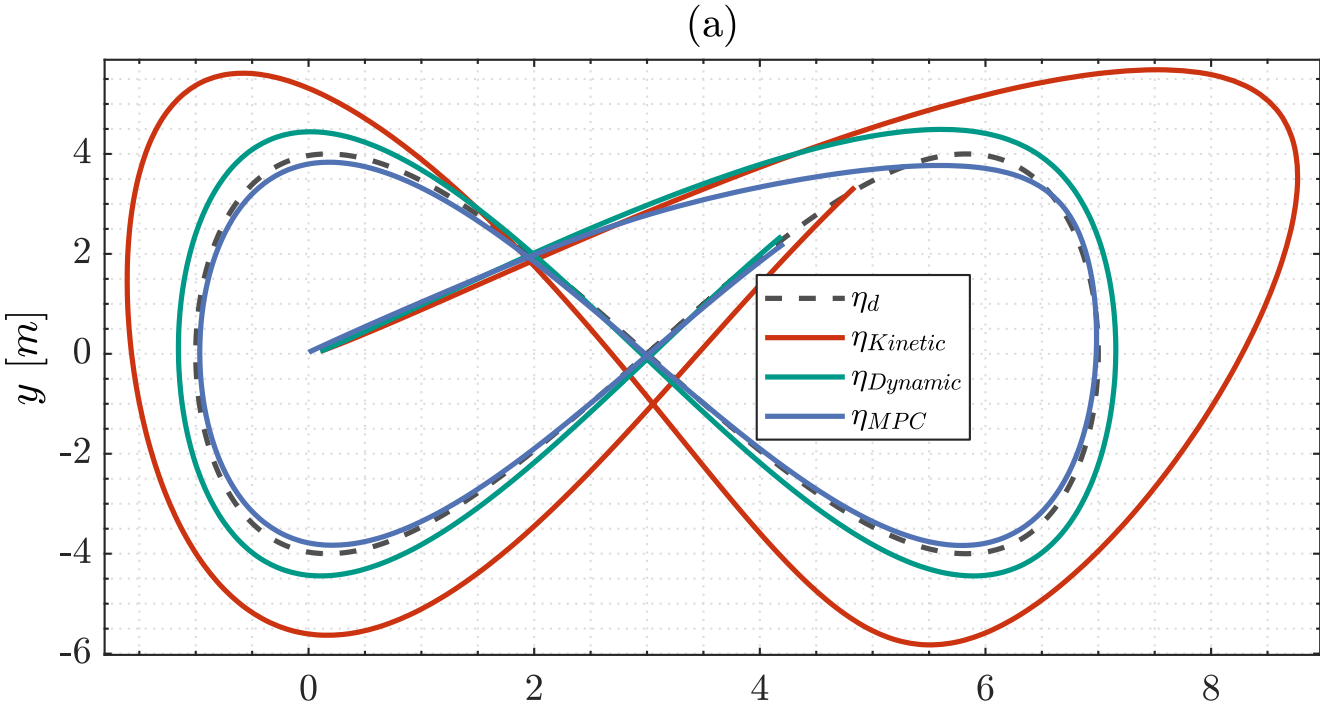 (a)
y [m]
4
2
0
-2
-4
-6
0 2 4 6 8
η_d
η_Kinetic
η_Dynamic
η_MPC